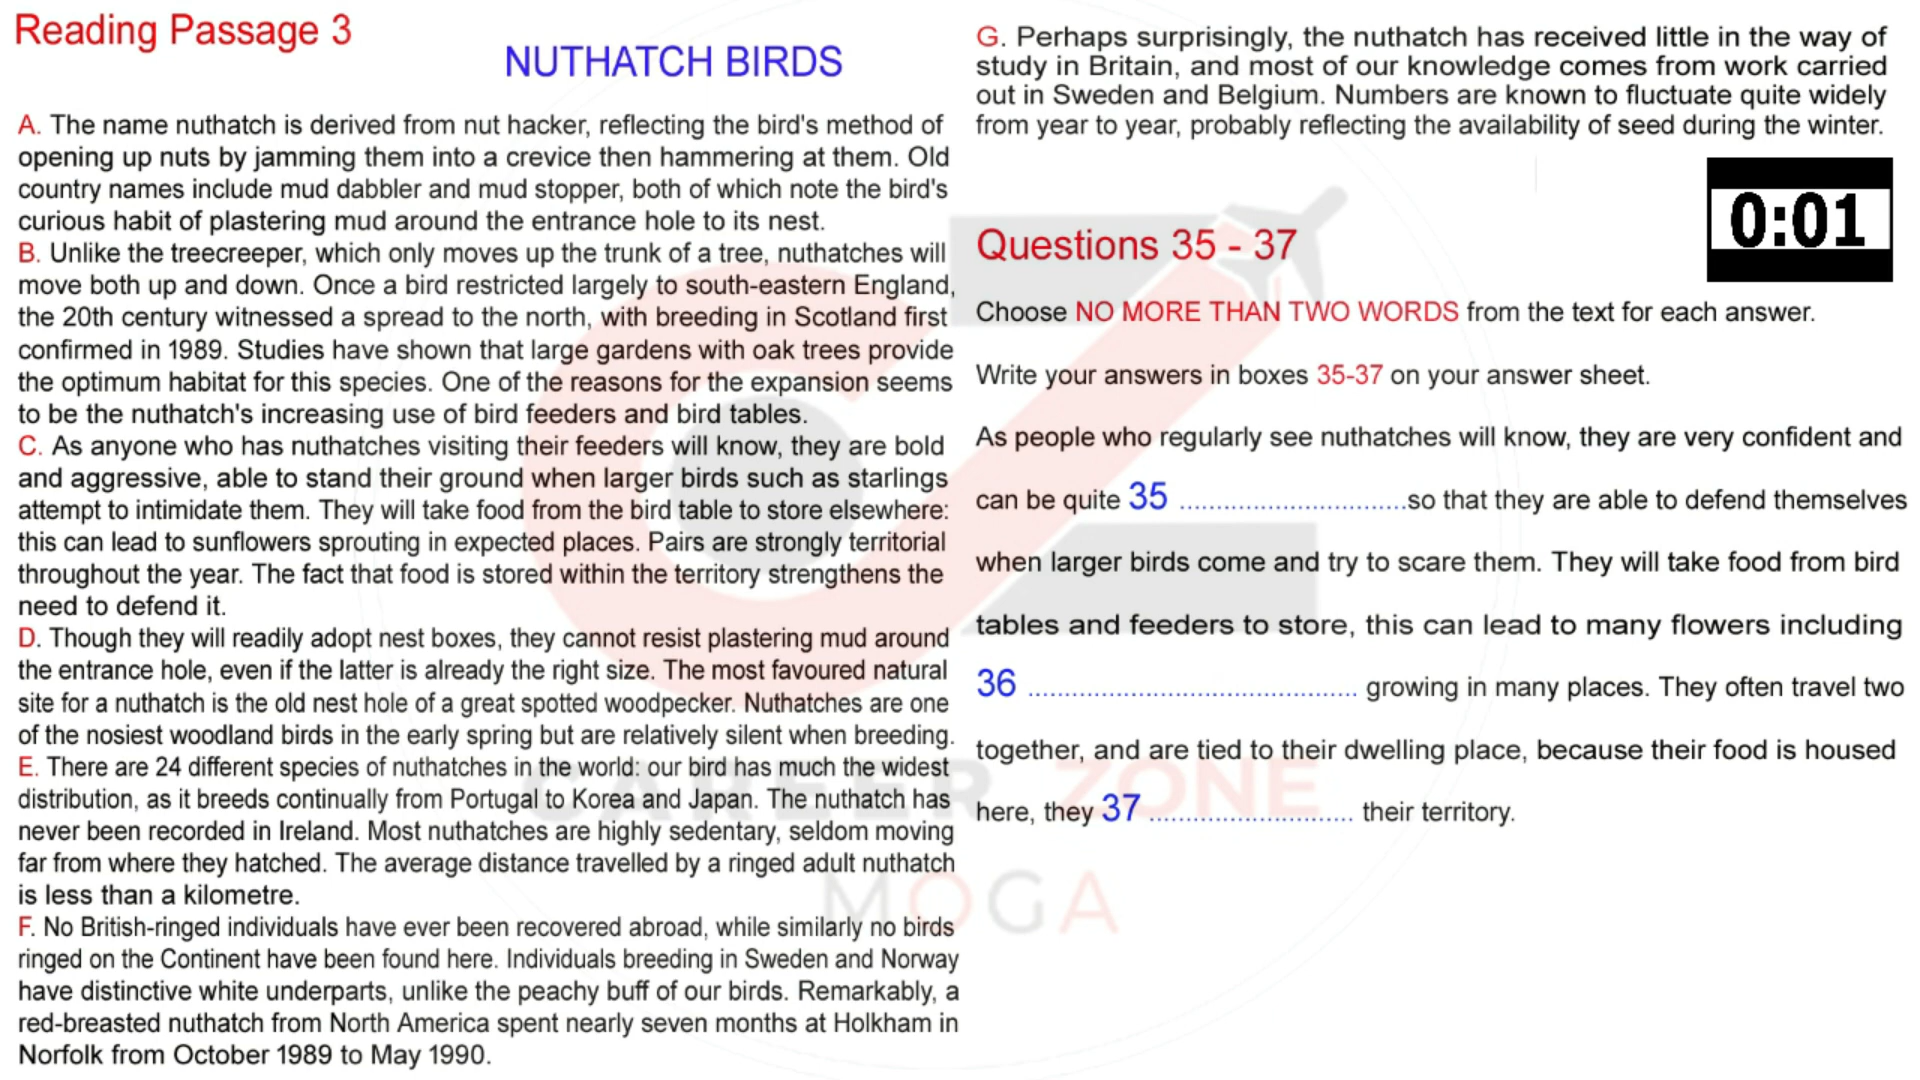 Reading Passage 3
NUTHATCH BIRDS
A. The name nuthatch is derived from nut hacker, reflecting the bird's method of
opening up nuts by jamming them into a crevice then hammering at them. Old
country names include mud dabbler and mud stopper, both of which note the bird's
curious habit of plastering mud around the entrance hole to its nest.
B. Unlike the treecreeper, which only moves up the trunk of a tree, nuthatches will
move both up and down. Once a bird restricted largely to south-eastern England,
the 20th century witnessed a spread to the north, with breeding in Scotland first
confirmed in 1989. Studies have shown that large gardens with oak trees provide
the optimum habitat for this species. One of the reasons for the expansion seems
to be the nuthatch's increasing use of bird feeders and bird tables.
C. As anyone who has nuthatches visiting their feeders will know, they are bold
and aggressive, able to stand their ground when larger birds such as starlings
attempt to intimidate them. They will take food from the bird table to store elsewhere:
this can lead to sunflowers sprouting in expected places. Pairs are strongly territorial
throughout the year. The fact that food is stored within the territory strengthens the
need to defend it.
D. Though they will readily adopt nest boxes, they cannot resist plastering mud around
the entrance hole, even if the latter is already the right size. The most favoured natural
site for a nuthatch is the old nest hole of a great spotted woodpecker. Nuthatches are one
of the nosiest woodland birds in the early spring but are relatively silent when breeding.
E. There are 24 different species of nuthatches in the world: our bird has much the widest
distribution, as it breeds continually from Portugal to Korea and Japan. The nuthatch has
never been recorded in Ireland. Most nuthatches are highly sedentary, seldom moving
far from where they hatched. The average distance travelled by a ringed adult nuthatch
is less than a kilometre.
F. No British-ringed individuals have ever been recovered abroad, while similarly no birds
ringed on the Continent have been found here. Individuals breeding in Sweden and Norway
have distinctive white underparts, unlike the peachy buff of our birds. Remarkably, a
red-breasted nuthatch from North America spent nearly seven months at Holkham in
Norfolk from October 1989 to May 1990.
G. Perhaps surprisingly, the nuthatch has received little in the way of
study in Britain, and most of our knowledge comes from work carried
out in Sweden and Belgium. Numbers are known to fluctuate quite widely
from year to year, probably reflecting the availability of seed during the winter.
0:01
Questions 35 - 37
Choose NO MORE THAN TWO WORDS from the text for each answer.
Write your answers in boxes 35-37 on your answer sheet.
As people who regularly see nuthatches will know, they are very confident and
can be quite 35 ...............................so that they are able to defend themselves
when larger birds come and try to scare them. They will take food from bird
tables and feeders to store, this can lead to many flowers including
36 ............................................. growing in many places. They often travel two
together, and are tied to their dwelling place, because their food is housed
here, they 37 ............................ their territory.
CAREER ZONE
MOGA